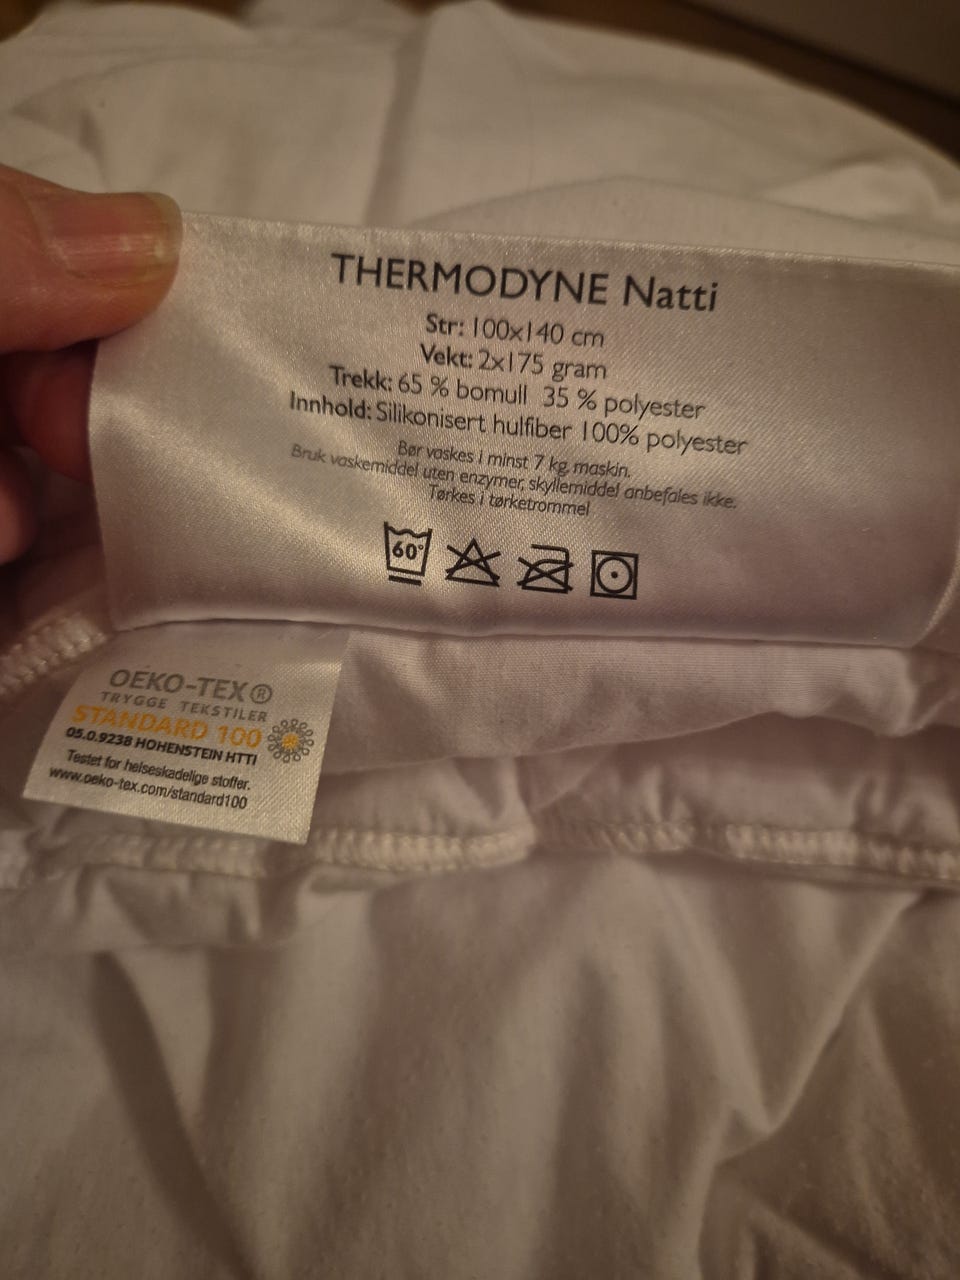 THERMODYNE Natti
Str: 100x140 cm
Vekt: 2x175 gram
Trekk: 65 % bomull 35 % polyester
Innhold: Silikonisert hulfiber 100% polyester
Bør vaskes i minst 7 kg. maskin.
Bruk vaskemiddel uten enzymer, skyllemiddel anbefales ikke.
Tørkes i tørketrommel
60°
OEKO-TEX®
TRYGGE TEKSTILER
STANDARD 100
05.0.9238 HOHENSTEIN HTTI
Testet for helseskadelige stoffer.
www.oeko-tex.com/standard100